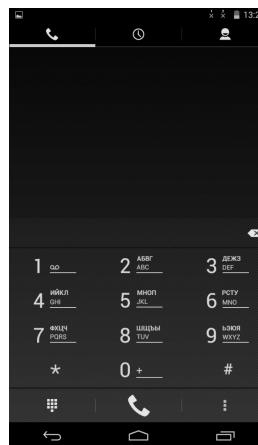 13:2
1
2 АБВГ ABC
3 ДЕЖЗ DEF
4 ИЙКЛ GHI
5 МНОП JKL
6 РСТУ MNO
7 ФХЦЧ PQRS
8 ШЩЪЫ TUV
9 ЬЭЮЯ WXYZ
*
0 +
#